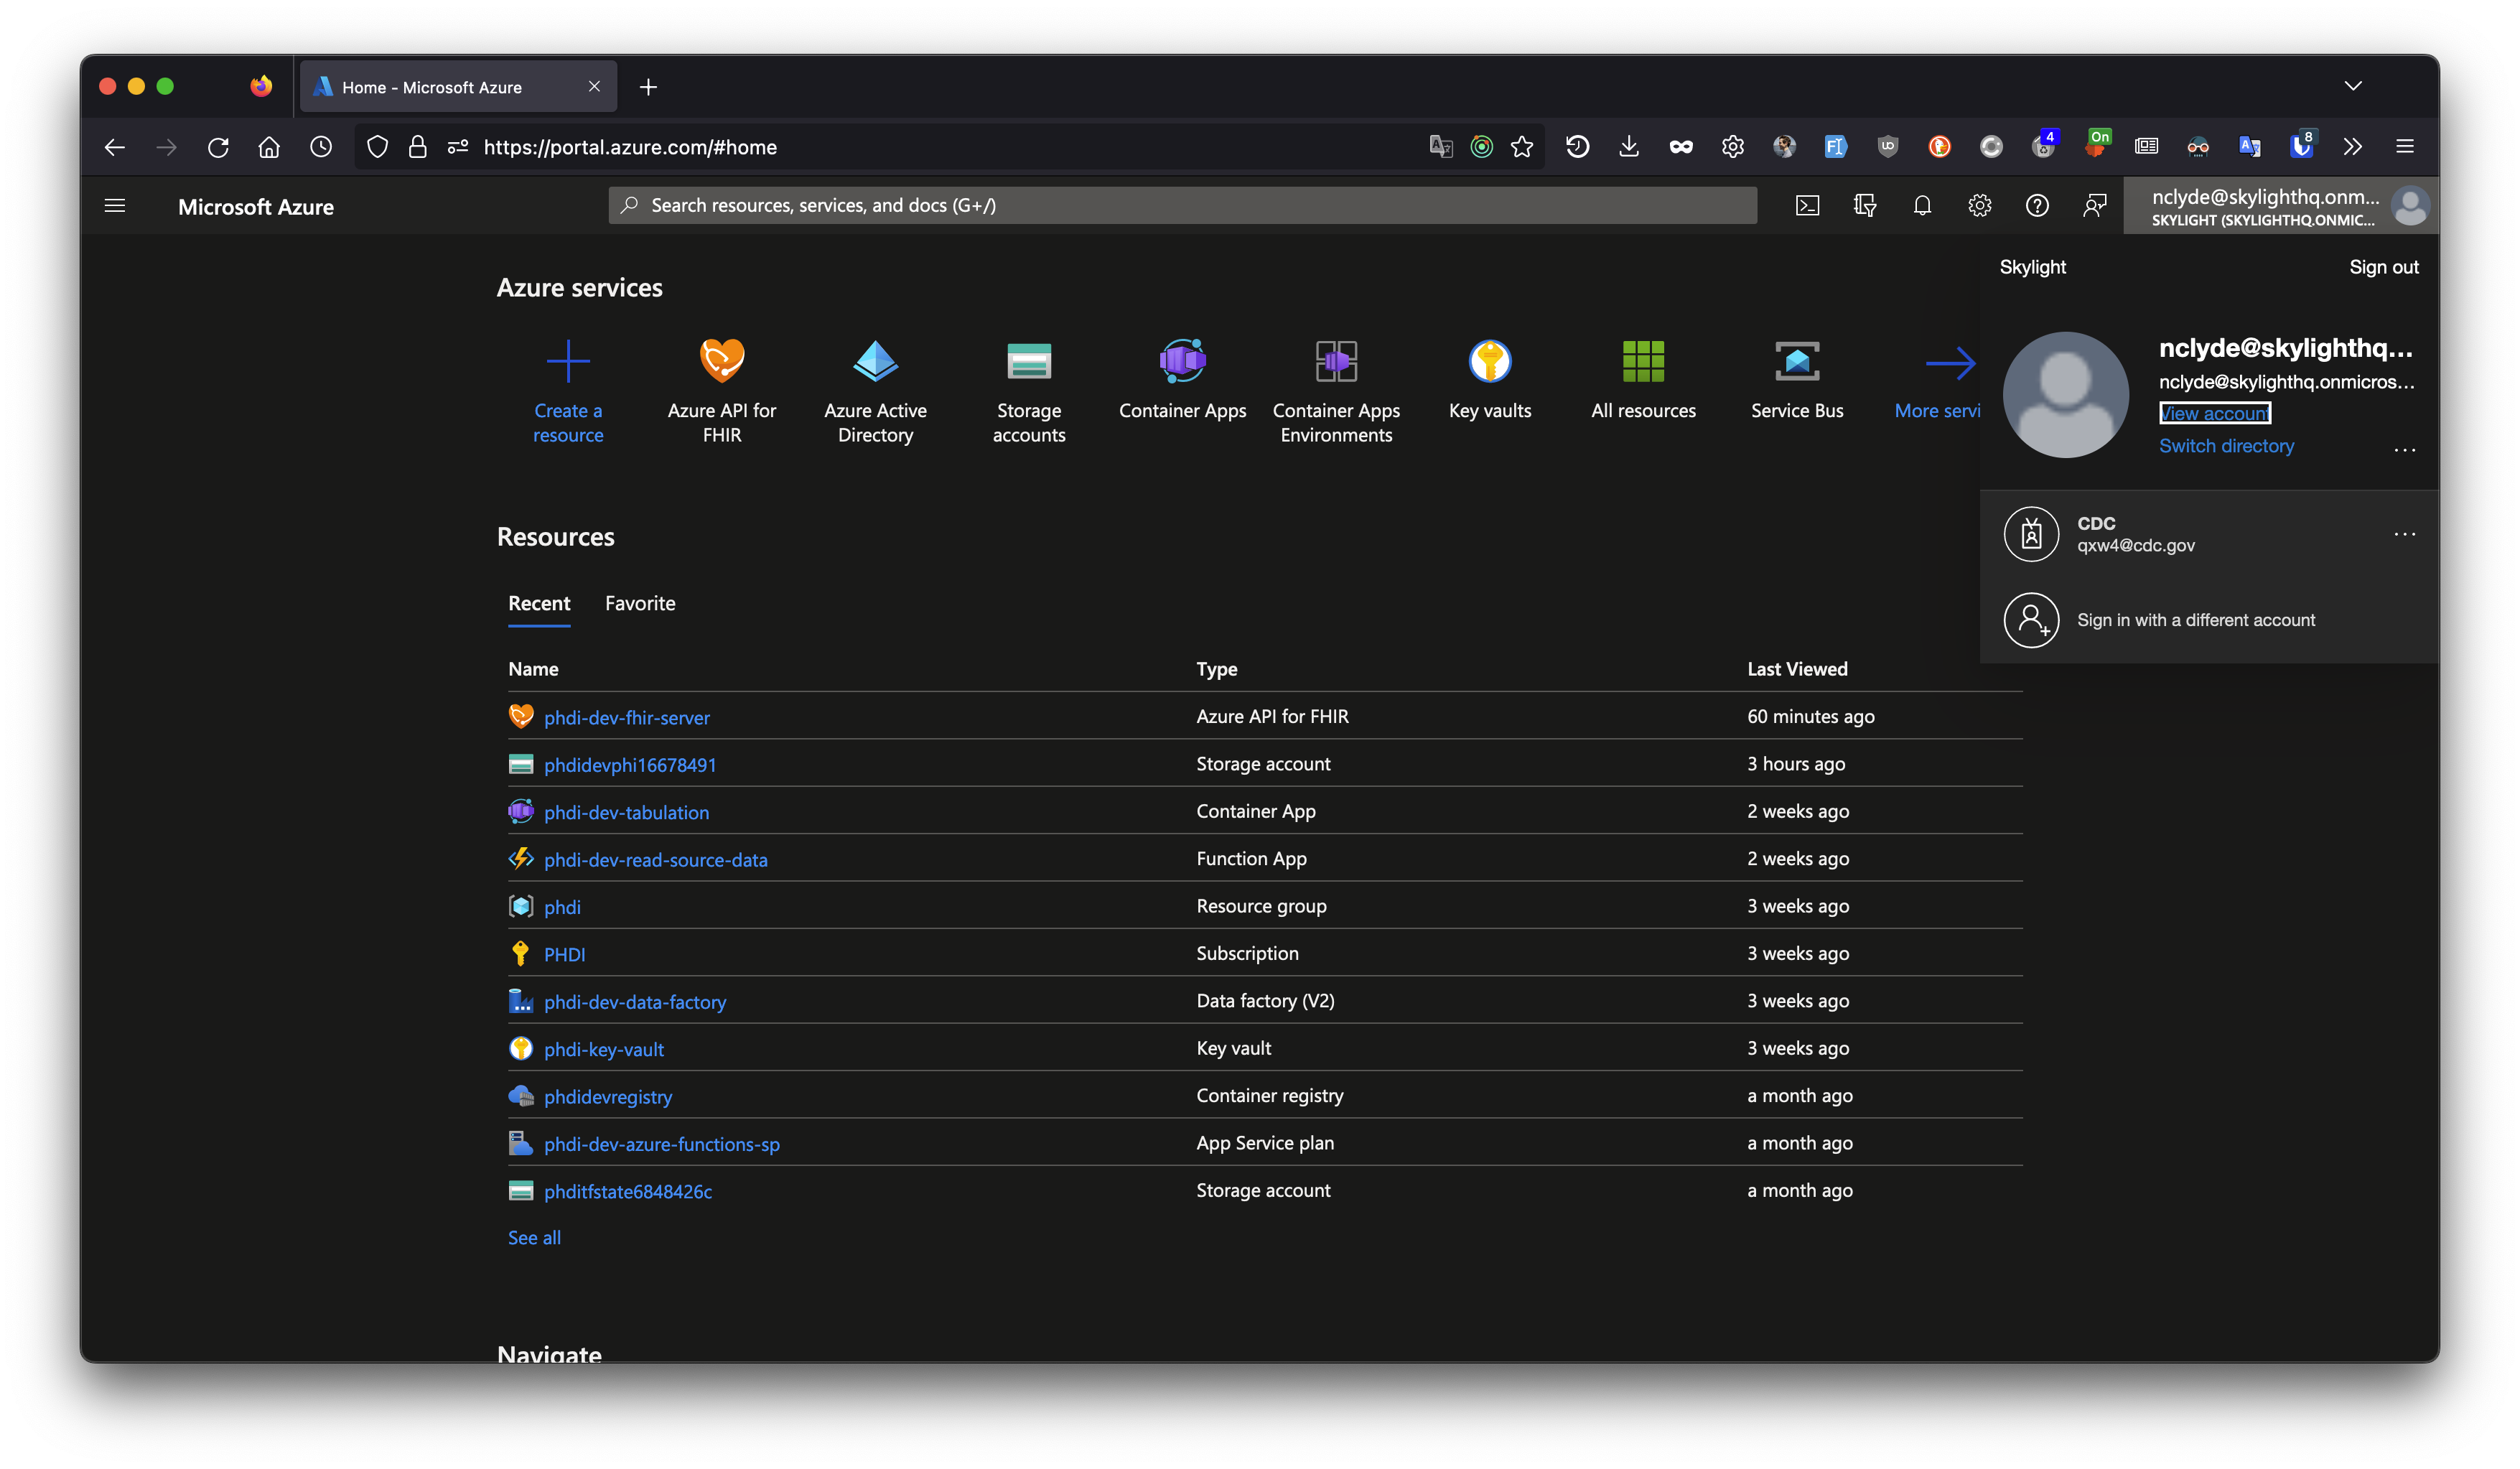 Home - Microsoft Azure
https://portal.azure.com/#home
4
On
8
Microsoft Azure
Search resources, services, and docs (G+/)
nclyde@skylighthq.onm...
SKYLIGHT (SKYLIGHTHQ.ONMIC...
Skylight
Sign out
nclyde@skylighthq...
nclyde@skylighthq.onmicros...
View account
Switch directory
CDC
qxw4@cdc.gov
Sign in with a different account
Azure services
Create a resource
Azure API for FHIR
Azure Active Directory
Storage accounts
Container Apps
Container Apps Environments
Key vaults
All resources
Service Bus
More servi
Resources
Recent Favorite
Name Type Last Viewed
phdi-dev-fhir-server Azure API for FHIR 60 minutes ago
phdidevphi16678491 Storage account 3 hours ago
phdi-dev-tabulation Container App 2 weeks ago
phdi-dev-read-source-data Function App 2 weeks ago
phdi Resource group 3 weeks ago
PHDI Subscription 3 weeks ago
phdi-dev-data-factory Data factory (V2) 3 weeks ago
phdi-key-vault Key vault 3 weeks ago
phdidevregistry Container registry a month ago
phdi-dev-azure-functions-sp App Service plan a month ago
phditfstate6848426c Storage account a month ago
See all
Navigate